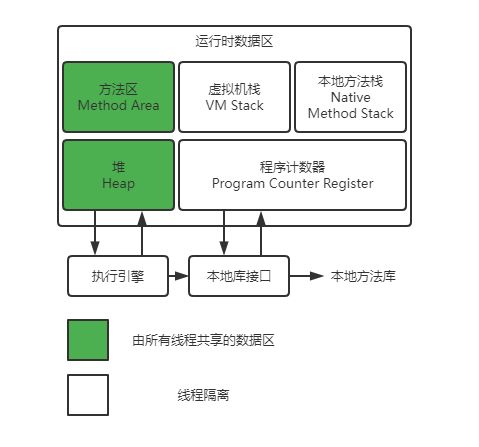 运行时数据区
方法区
Method Area
虚拟机栈
VM Stack
本地方法栈
Native
Method Stack
堆
Heap
程序计数器
Program Counter Register
执行引擎
本地库接口
本地方法库
由所有线程共享的数据区
线程隔离